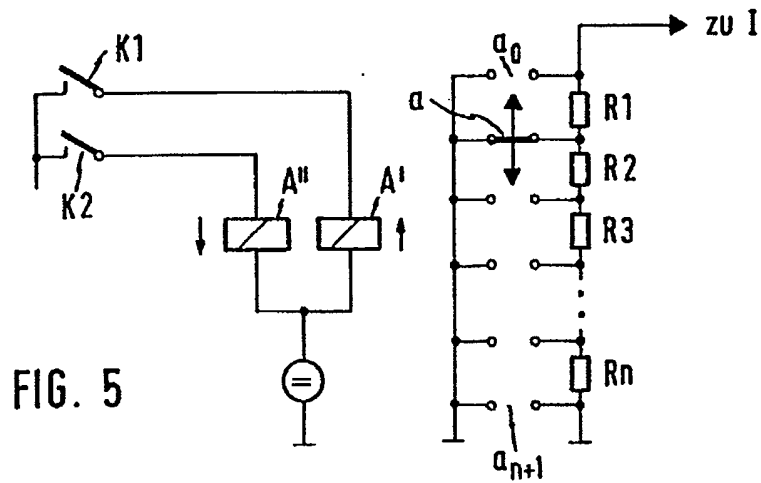 K1
K2
A"
A'
=
FIG. 5
zu I
a₀
a
R1
R2
R3
Rn
aₙ₊₁